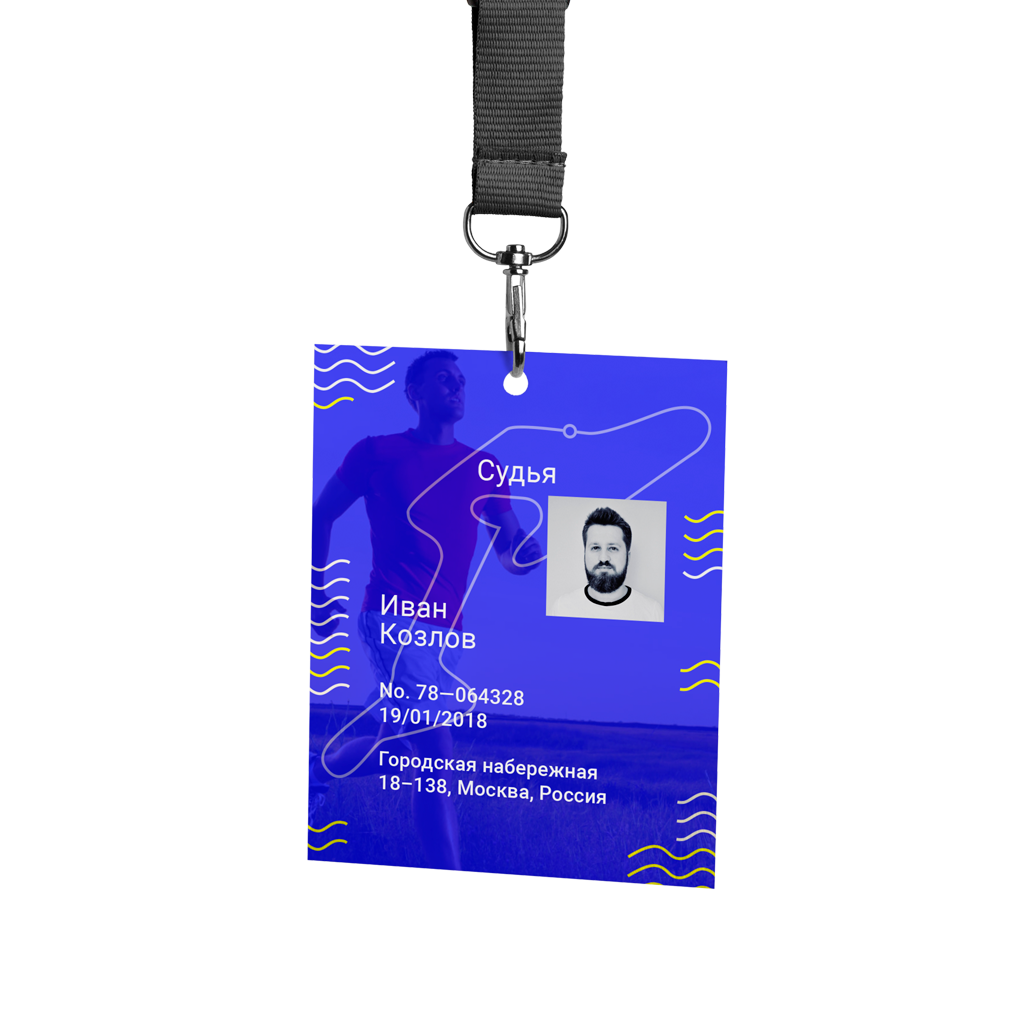 Судья
Иван
Козлов
No. 78—064328
19/01/2018
Городская набережная
18–138, Москва, Россия